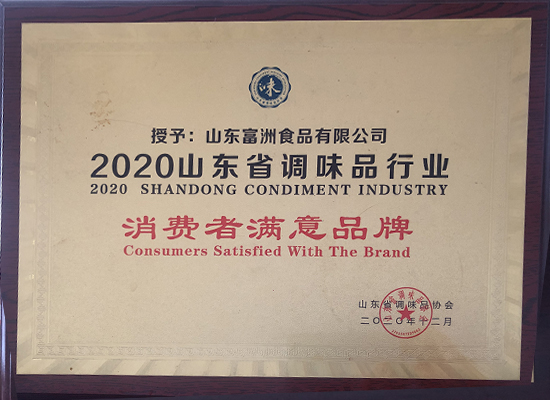 味
授予：山东富洲食品有限公司
2020山东省调味品行业
2020 SHANDONG CONDIMENT INDUSTRY
消费者满意品牌
Consumers Satisfied With The Brand
山东省调味品协会
二〇二〇年十二月